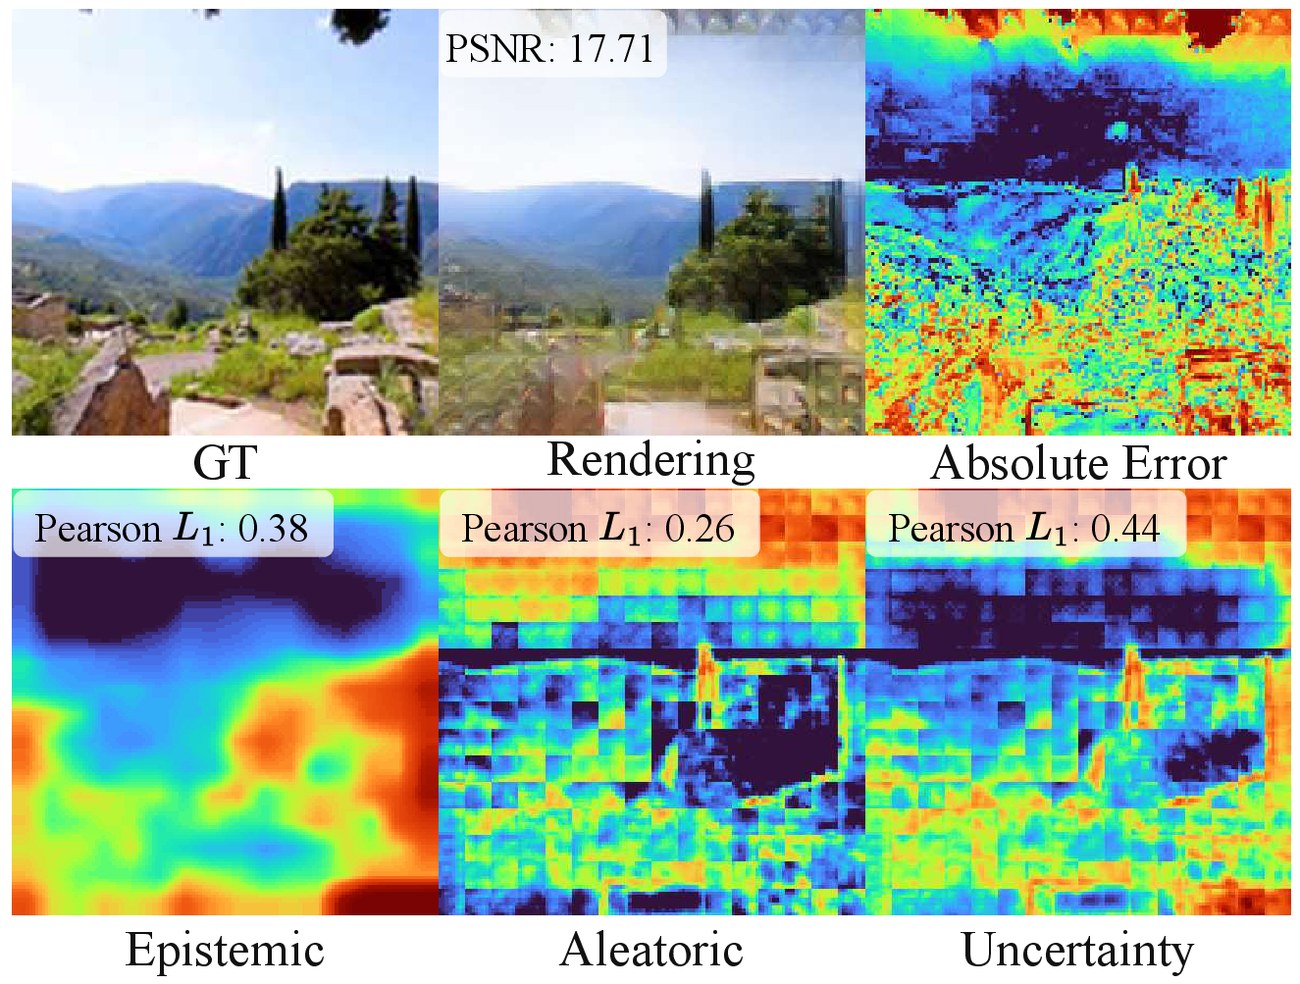 PSNR: 17.71
GT
Rendering
Absolute Error
Pearson L₁: 0.38
Pearson L₁: 0.26
Pearson L₁: 0.44
Epistemic
Aleatoric
Uncertainty